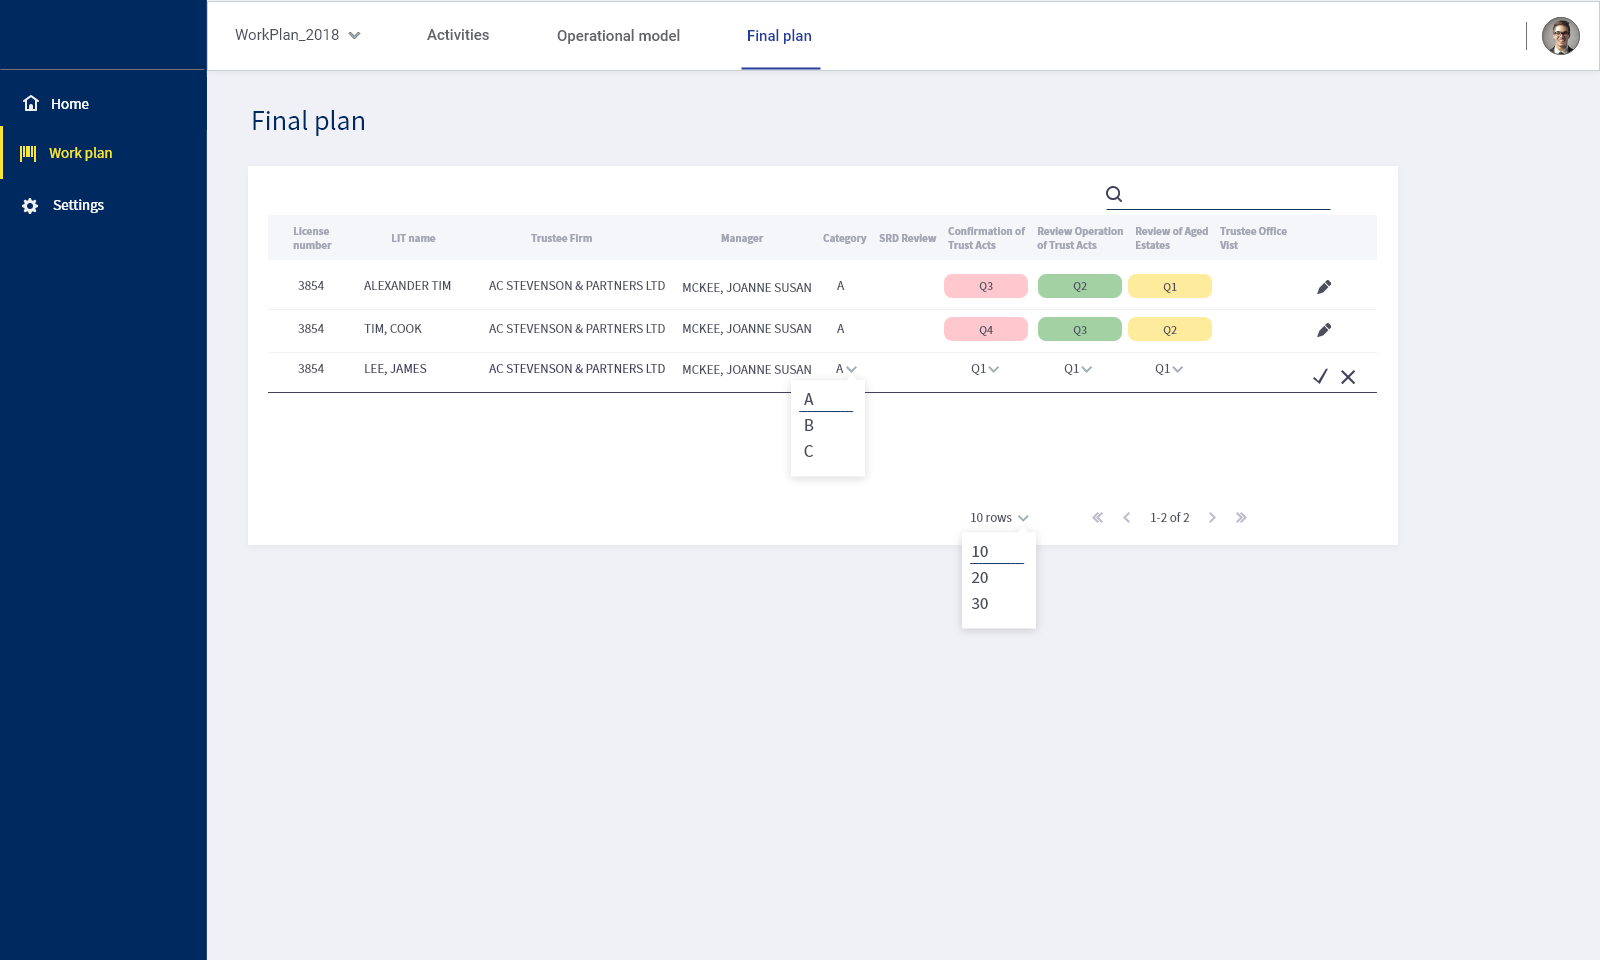 WorkPlan_2018
Activities
Operational model
Final plan
Home
Work plan
Settings
Final plan
License number
LIT name
Trustee Firm
Manager
Category
SRD Review
Confirmation of Trust Acts
Review Operation of Trust Acts
Review of Aged Estates
Trustee Office Vist
3854 ALEXANDER TIM AC STEVENSON & PARTNERS LTD MCKEE, JOANNE SUSAN A Q3 Q2 Q1
3854 TIM, COOK AC STEVENSON & PARTNERS LTD MCKEE, JOANNE SUSAN A Q4 Q3 Q2
3854 LEE, JAMES AC STEVENSON & PARTNERS LTD MCKEE, JOANNE SUSAN A Q1 Q1 Q1
A
B
C
10 rows
1-2 of 2
10
20
30